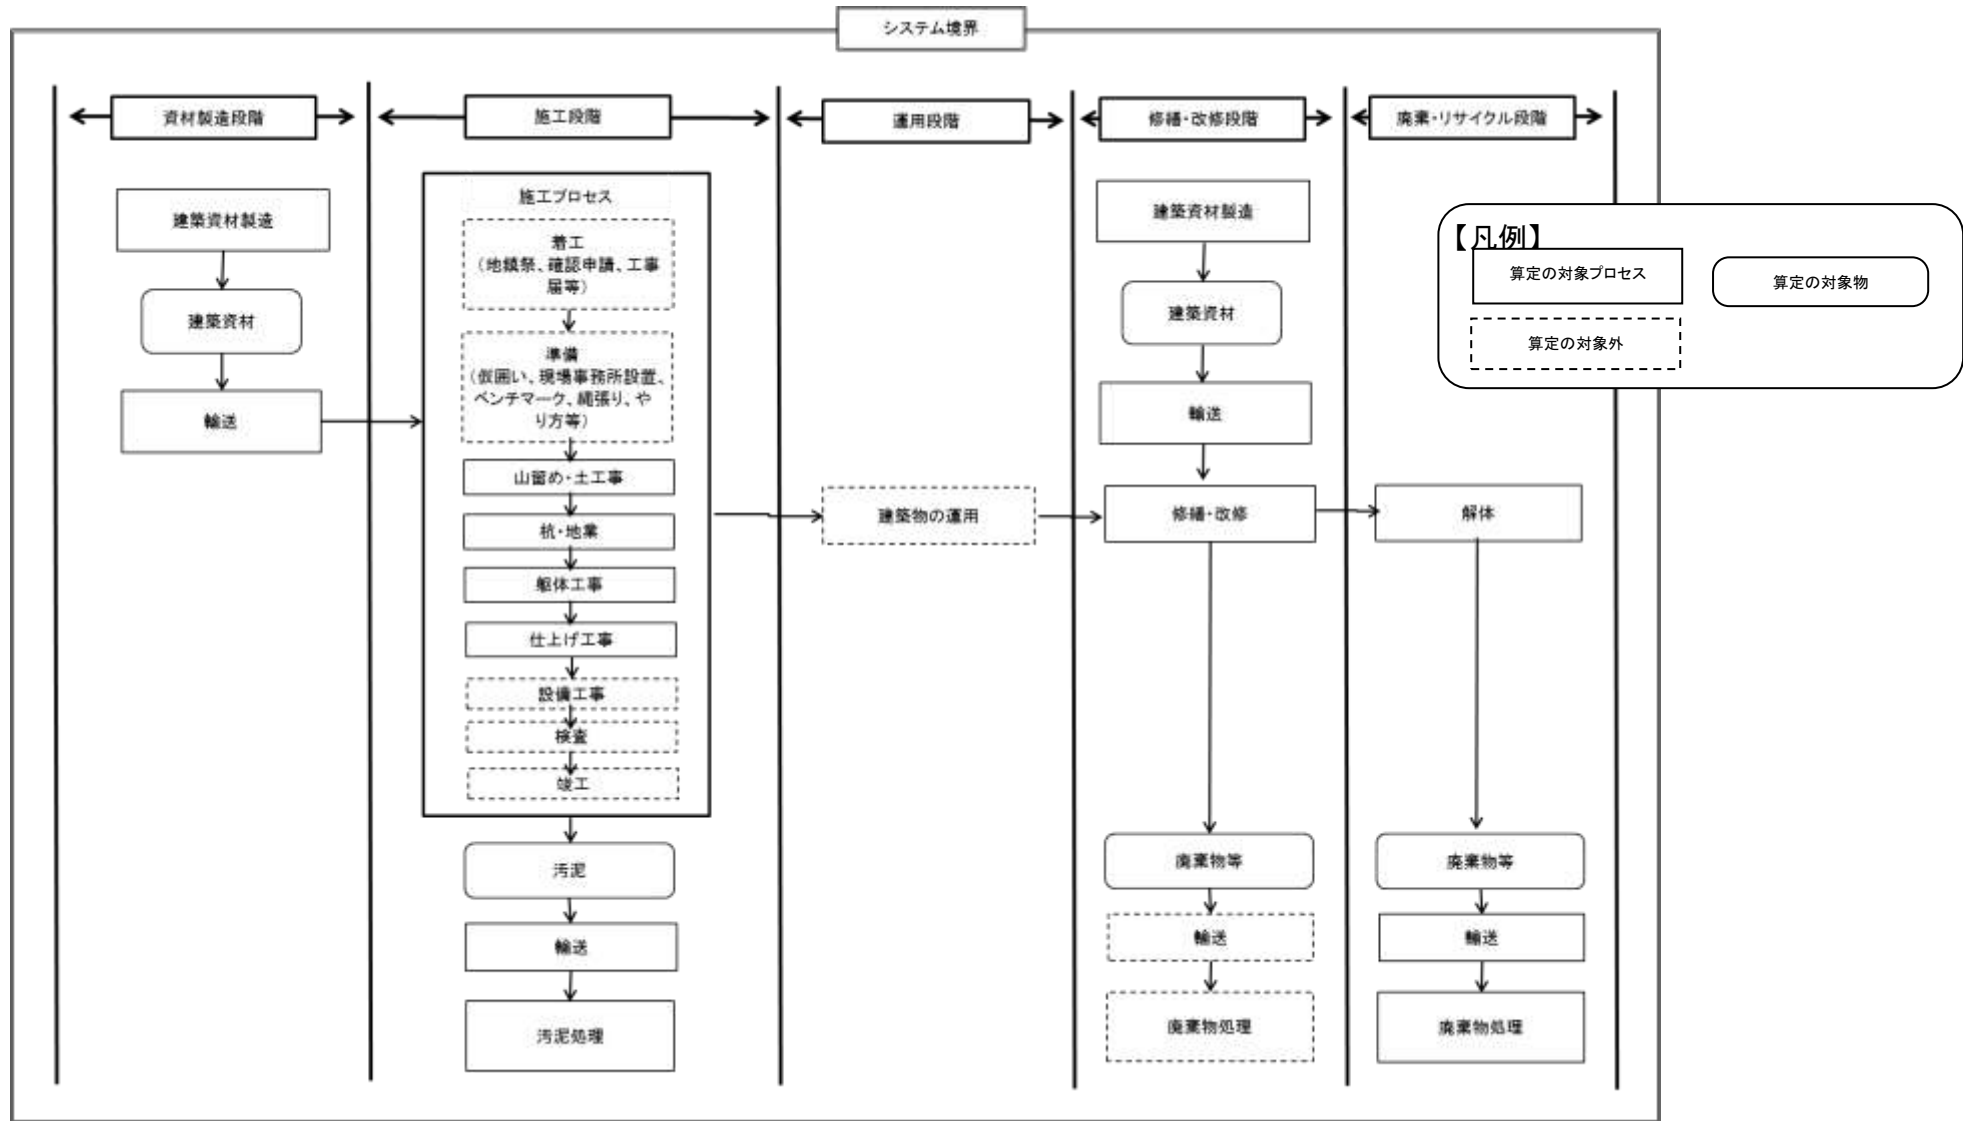 システム境界
資材製造段階
施工段階
運用段階
修繕・改修段階
廃棄・リサイクル段階
建築資材製造
建築資材
輸送
施工プロセス
着工
（地鎮祭、確認申請、工事
届等）
準備
（仮囲い、現場事務所設置、
ベンチマーク、縄張り、や
り方等）
山留め・土工事
杭・地業
躯体工事
仕上げ工事
設備工事
検査
竣工
汚泥
輸送
汚泥処理
建築物の運用
建築資材製造
建築資材
輸送
修繕・改修
廃棄物等
輸送
廃棄物処理
解体
廃棄物等
輸送
廃棄物処理
【凡例】
算定の対象プロセス
算定の対象物
算定の対象外